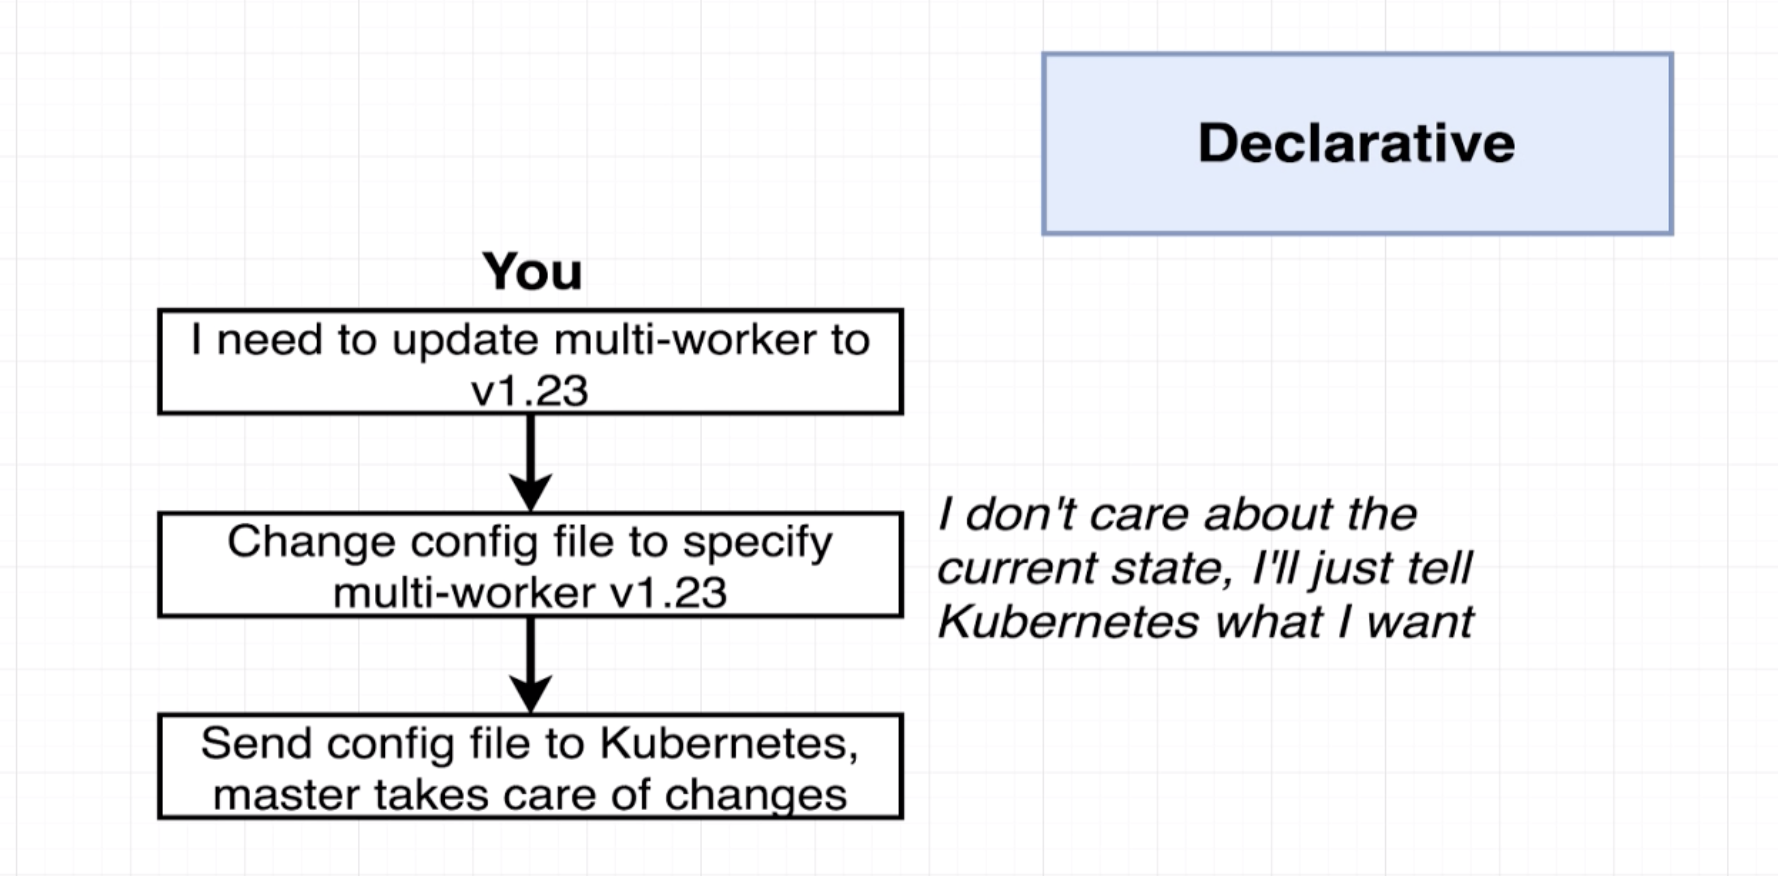 Declarative
You
I need to update multi-worker to
v1.23
Change config file to specify
multi-worker v1.23
I don't care about the
current state, I'll just tell
Kubernetes what I want
Send config file to Kubernetes,
master takes care of changes